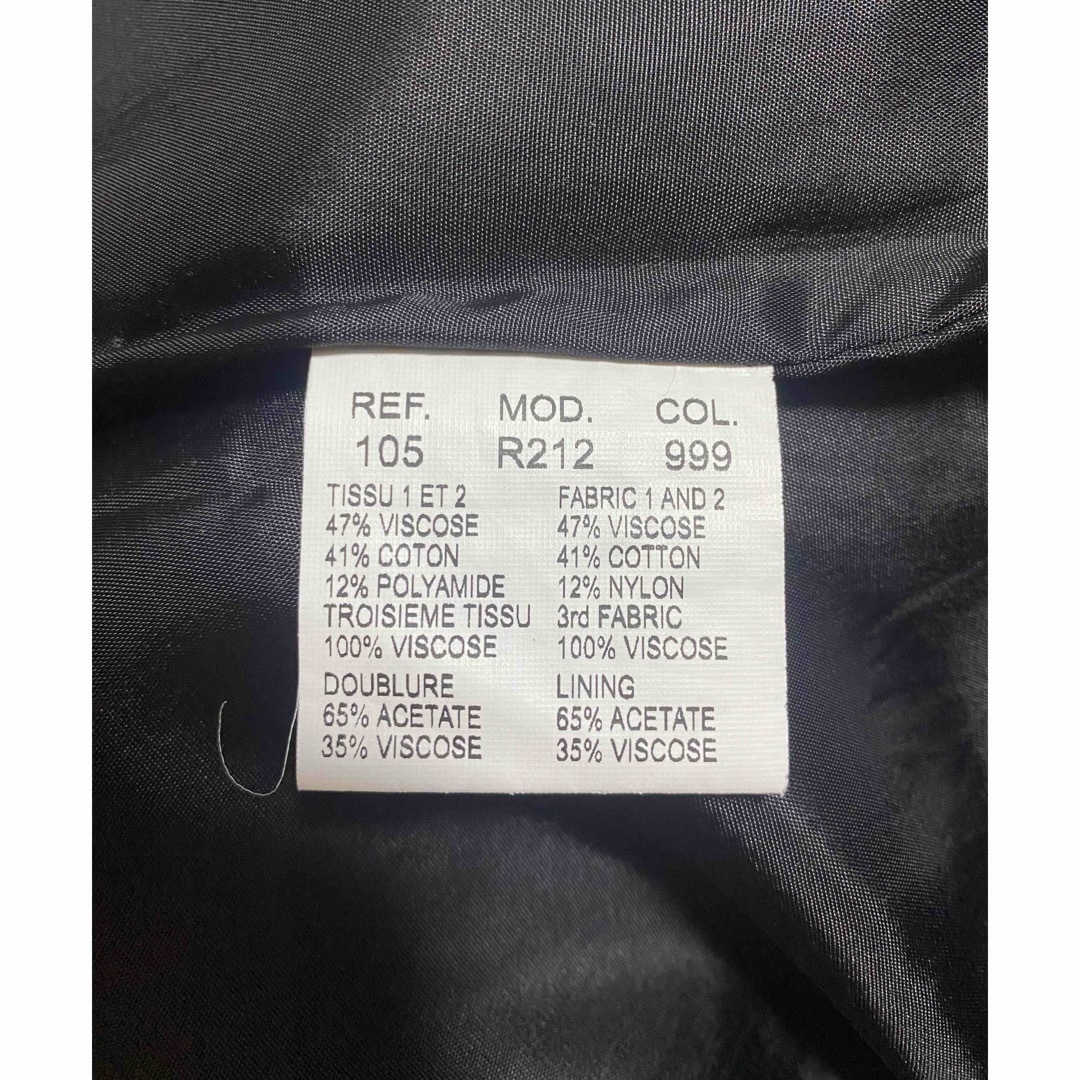 REF. MOD. COL.
105 R212 999
TISSU 1 ET 2
47% VISCOSE
41% COTON
12% POLYAMIDE
TROISIEME TISSU
100% VISCOSE
DOUBLURE
65% ACETATE
35% VISCOSE
FABRIC 1 AND 2
47% VISCOSE
41% COTTON
12% NYLON
3rd FABRIC
100% VISCOSE
LINING
65% ACETATE
35% VISCOSE